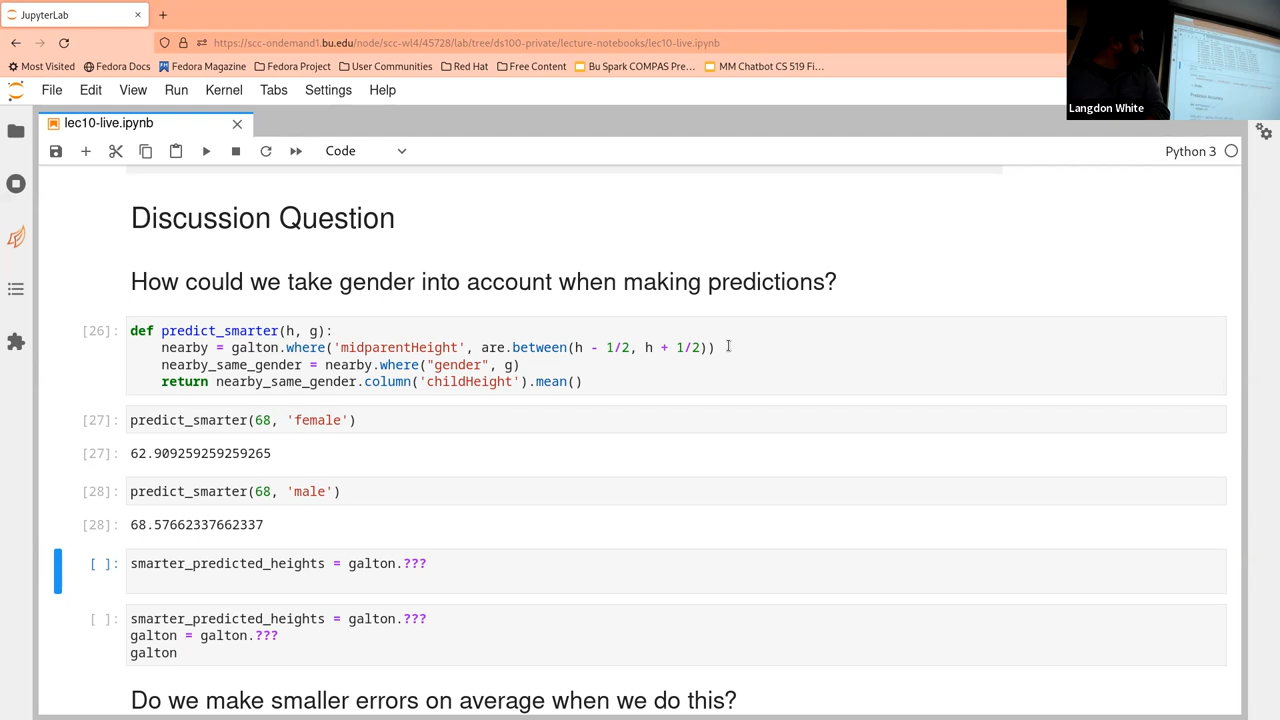 JupyterLab
https://scc-ondemand1.bu.edu/node/scc-wl4/45728/lab/tree/ds100-private/lecture-notebooks/lec10-live.ipynb
Most Visited Fedora Docs Fedora Magazine Fedora Project User Communities Red Hat Free Content Bu Spark COMPAS Pre... MM Chatbot CS 519 Fi...
Langdon White
File Edit View Run Kernel Tabs Settings Help
lec10-live.ipynb
Code
Python 3
Discussion Question
How could we take gender into account when making predictions?
[26]: def predict_smarter(h, g):
nearby = galton.where('midparentHeight', are.between(h - 1/2, h + 1/2))
nearby_same_gender = nearby.where("gender", g)
return nearby_same_gender.column('childHeight').mean()
[27]: predict_smarter(68, 'female')
[27]: 62.909259259259265
[28]: predict_smarter(68, 'male')
[28]: 68.57662337662337
[ ]: smarter_predicted_heights = galton.???
[ ]: smarter_predicted_heights = galton.???
galton = galton.???
galton
Do we make smaller errors on average when we do this?